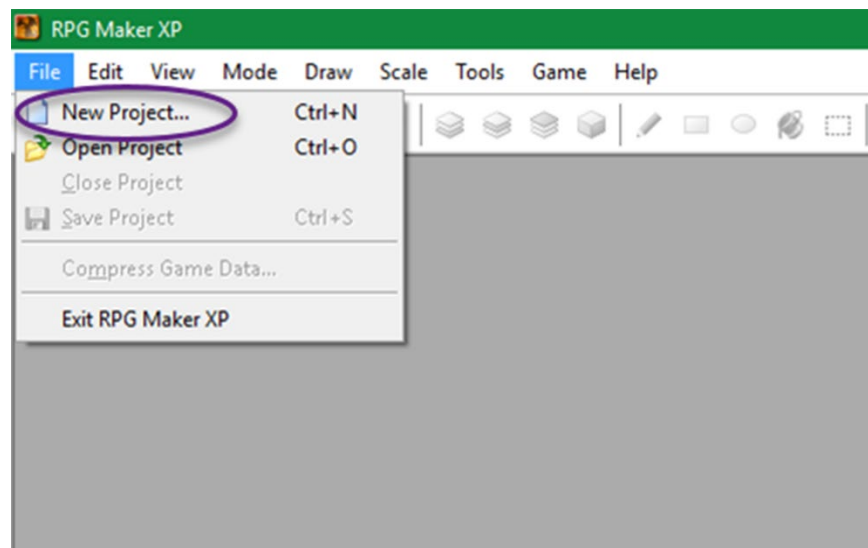 RPG Maker XP
File Edit View Mode Draw Scale Tools Game Help
New Project... Ctrl+N
Open Project Ctrl+O
Close Project
Save Project Ctrl+S
Compress Game Data...
Exit RPG Maker XP